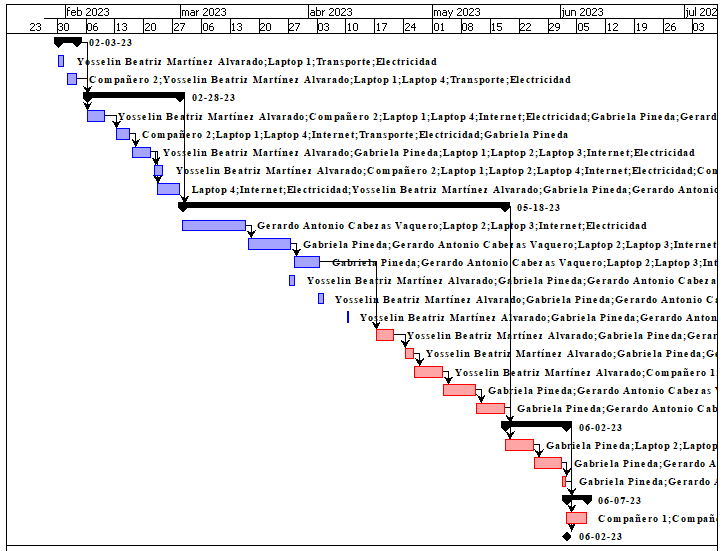 feb 2023 mar 2023 abr 2023 may 2023 jun 2023 jul 202
23 30 06 13 20 27 06 13 20 27 03 10 17 24 01 08 15 22 29 05 12 19 26 03
02-03-23
Yosselin Beatriz Martínez Alvarado;Laptop 1;Transporte;Electricidad
Compañero 2;Yosselin Beatriz Martínez Alvarado;Laptop 1;Laptop 4;Transporte;Electricidad
02-28-23
Yosselin Beatriz Martínez Alvarado;Compañero 2;Laptop 1;Laptop 4;Internet;Electricidad;Gabriela Pineda;Gerard
Compañero 2;Laptop 1;Laptop 4;Internet;Transporte;Electricidad;Gabriela Pineda
Yosselin Beatriz Martínez Alvarado;Gabriela Pineda;Laptop 1;Laptop 2;Laptop 3;Internet;Electricidad
Yosselin Beatriz Martínez Alvarado;Compañero 2;Laptop 1;Laptop 2;Laptop 4;Internet;Electricidad;Con
Laptop 4;Internet;Electricidad;Yosselin Beatriz Martínez Alvarado;Gabriela Pineda;Gerardo Antonio
05-18-23
Gerardo Antonio Cabezas Vaquero;Laptop 2;Laptop 3;Internet;Electricidad
Gabriela Pineda;Gerardo Antonio Cabezas Vaquero;Laptop 2;Laptop 3;Internet
Gabriela Pineda;Gerardo Antonio Cabezas Vaquero;Laptop 2;Laptop 3;Int
Yosselin Beatriz Martínez Alvarado;Gabriela Pineda;Gerardo Antonio Cabeza
Yosselin Beatriz Martínez Alvarado;Gabriela Pineda;Gerardo Antonio C
Yosselin Beatriz Martínez Alvarado;Gabriela Pineda;Gerardo Anton
Yosselin Beatriz Martínez Alvarado;Gabriela Pineda;Gerardo A
Yosselin Beatriz Martínez Alvarado;Gabriela Pineda;G
Yosselin Beatriz Martínez Alvarado;Compañero 1
Gabriela Pineda;Gerardo Antonio Cabezas V
Gabriela Pineda;Gerardo Antonio Cab
06-02-23
Gabriela Pineda;Laptop 2;Laptop
Gabriela Pineda;Gerardo A
Gabriela Pineda;Gerardo A
06-07-23
Compañero 1;Compañ
06-02-23